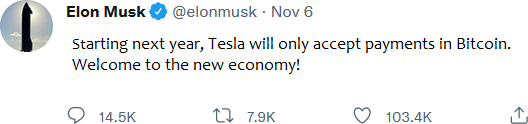 Elon Musk @elonmusk · Nov 6
Starting next year, Tesla will only accept payments in Bitcoin.
Welcome to the new economy!
14.5K 7.9K 103.4K